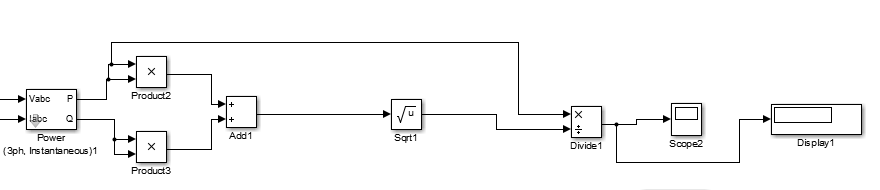 Vabc P
Iabc Q
Power
(3ph, Instantaneous)1
×
Product2
×
Product3
+
+
Add1
√u
Sqrt1
×
÷
Divide1
Scope2
Display1